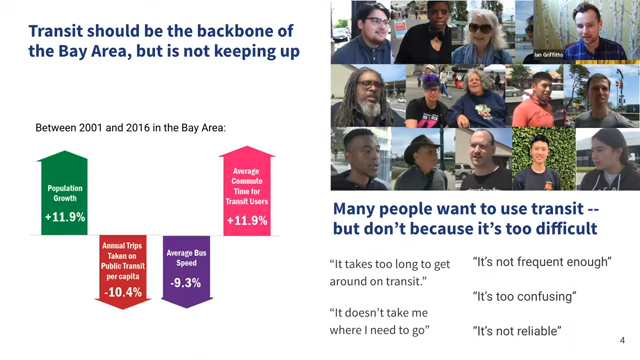 Transit should be the backbone of
the Bay Area, but is not keeping up
Between 2001 and 2016 in the Bay Area:
Population
Growth
+11.9%
Annual Trips
Taken on
Public Transit
per capita
-10.4%
Average Bus
Speed
-9.3%
Average
Commute
Time for
Transit Users
+11.9%
Ian Griffiths
Many people want to use transit --
but don't because it's too difficult
“It takes too long to get
around on transit.”
“It doesn’t take me
where I need to go”
“It’s not frequent enough”
“It’s too confusing”
“It’s not reliable”
4